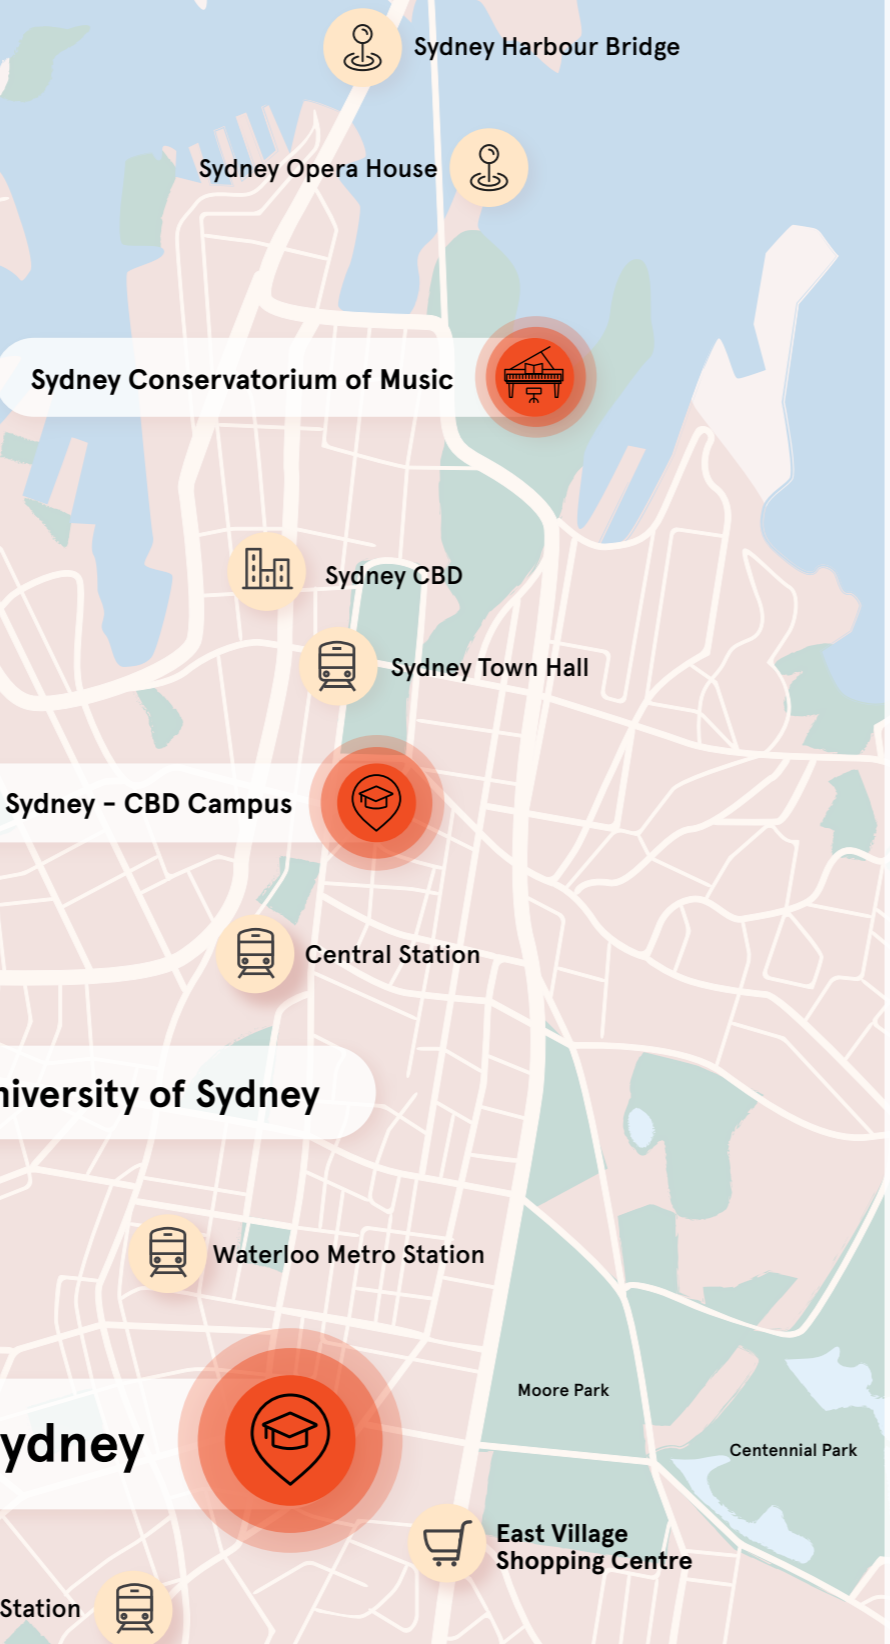 Sydney Harbour Bridge
Sydney Opera House
Sydney Conservatorium of Music
Sydney CBD
Sydney Town Hall
Sydney – CBD Campus
Central Station
niversity of Sydney
Waterloo Metro Station
Moore Park
ydney
Centennial Park
East Village
Shopping Centre
Station